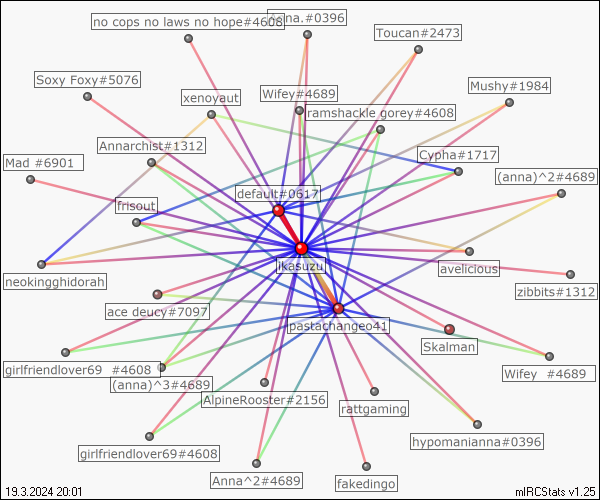 no cops no laws no hope#4608
Anna.#0396
Toucan#2473
Soxy Foxy#5076
xenoyaut
Wifey#4689
Mushy#1984
ramshackle gorey#4608
Annarchist#1312
Cypha#1717
Mad #6901
(anna)^2#4689
default#0617
frisout
ikasuzu
avelicious
neokingghidorah
zibbits#1312
ace deucy#7097
pastachangeo41
Skalman
girlfriendlover69 #4608
(anna)^3#4689
Wifey #4689
AlpineRooster#2156
rattgaming
hypomanianna#0396
girlfriendlover69#4608
Anna^2#4689
fakedingo
19.3.2024 20:01
mIRCStats v1.25